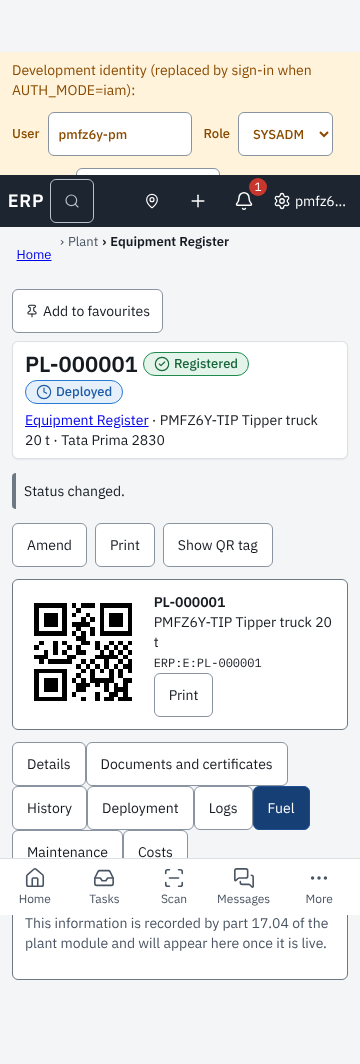 Development identity (replaced by sign-in when
AUTH_MODE=iam):
User pmfz6y-pm Role SYSADM
ERP 1 pmfz6...
› Plant › Equipment Register
Home
Add to favourites
PL-000001 Registered
Deployed
Equipment Register · PMFZ6Y-TIP Tipper truck
20 t · Tata Prima 2830
Status changed.
Amend Print Show QR tag
PL-000001
PMFZ6Y-TIP Tipper truck 20
t
ERP:E:PL-000001
Print
Details Documents and certificates
History Deployment Logs Fuel
Maintenance Costs
Home Tasks Scan Messages More
This information is recorded by part 17.04 of the
plant module and will appear here once it is live.